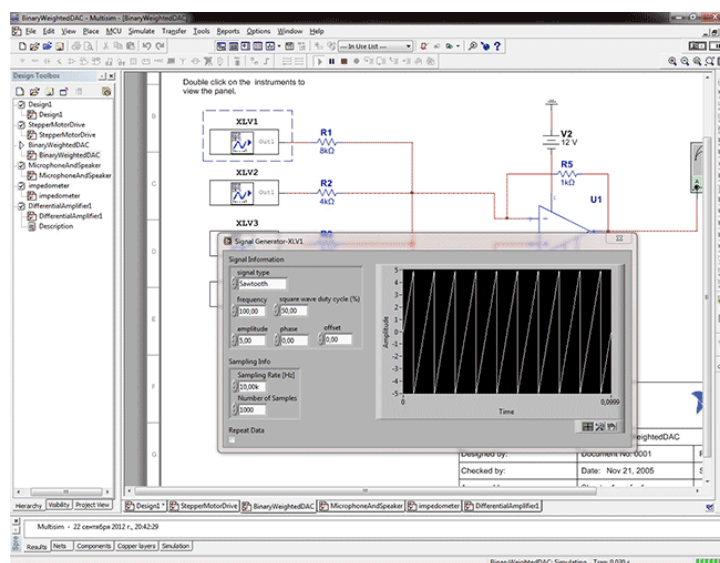 BinaryWeightedDAC - Multisim - [BinaryWeightedDAC]
File Edit View Place MCU Simulate Transfer Tools Reports Options Window Help
--- In Use List ---
Design Toolbox
Design1
Design1
StepperMotorDrive
StepperMotorDrive
BinaryWeightedDAC
BinaryWeightedDAC
MicrophoneAndSpeaker
MicrophoneAndSpeaker
impedometer
impedometer
DifferentialAmplifier1
DifferentialAmplifier1
Description
Hierarchy Visibility Project View
Double click on the instruments to
view the panel.
B
C
D
E
F
G
XLV1
Out1
R1
8kΩ
XLV2
Out1
R2
4kΩ
XLV3
V2
12 V
R5
1kΩ
U1
A
Signal Generator-XLV1
Signal Information
signal type
Sawtooth
frequency square wave duty cycle (%)
100,00 50,00
amplitude phase offset
5,00 0,00 0,00
Sampling Info
Sampling Rate [Hz]
10,00k
Number of Samples
1000
Repeat Data
Amplitude
5
4
3
2
1
0
-1
-2
-3
-4
-5
0 0,0999
Time
eightedDAC
Designed by: Document No: 0001
Checked by: Date: Nov 21, 2005
Design1 * StepperMotorDrive BinaryWeightedDAC MicrophoneAndSpeaker impedometer DifferentialAmplifier1
Multisim - 22 сентября 2012 г., 20:42:29
Results Nets Components Copper layers Simulation
BinaryWeightedDAC: Simulating... Tran: 0.030 s